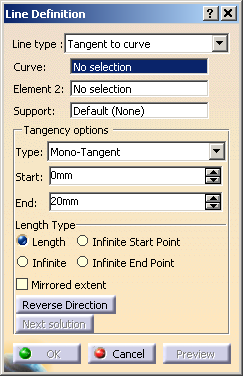 Line Definition
Line type : Tangent to curve
Curve: No selection
Element 2: No selection
Support: Default (None)
Tangency options
Type: Mono-Tangent
Start: 0mm
End: 20mm
Length Type
Length Infinite Start Point
Infinite Infinite End Point
Mirrored extent
Reverse Direction
Next solution
OK Cancel Preview